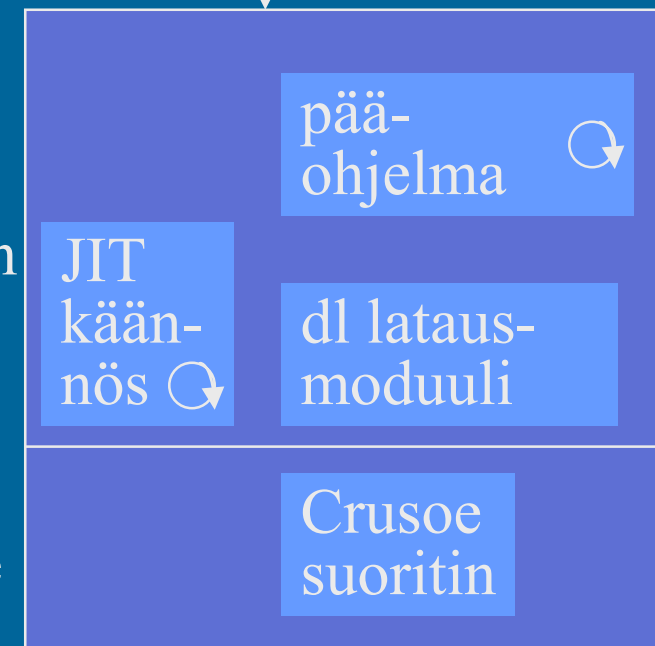 pää-
ohjelma
JIT
kään-
nös
dl lataus-
moduuli
Crusoe
suoritin